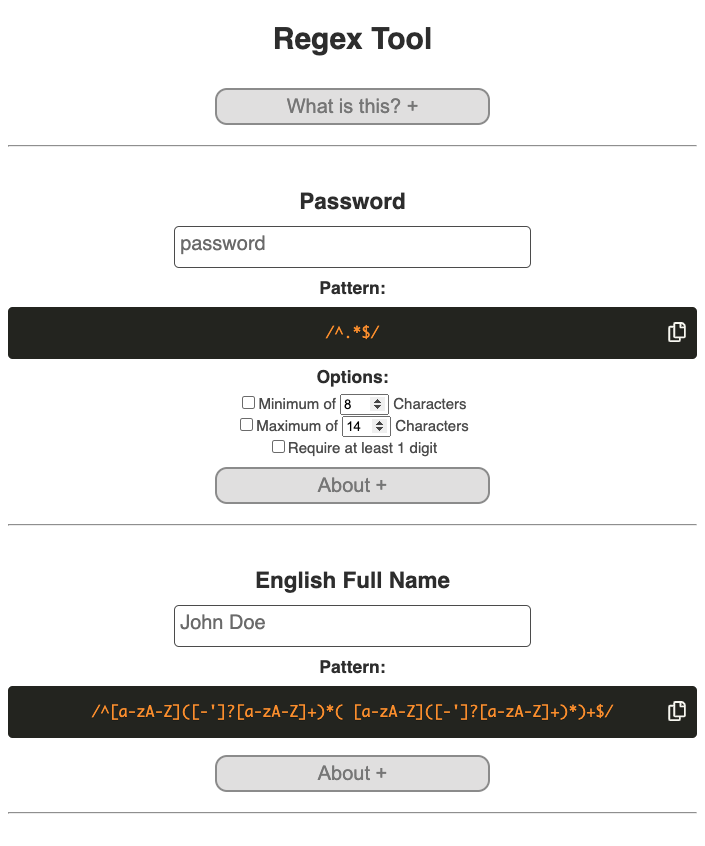 Regex Tool
What is this? +
Password
password
Pattern:
/^.*$/
Options:
Minimum of 8 Characters
Maximum of 14 Characters
Require at least 1 digit
About +
English Full Name
John Doe
Pattern:
/^[a-zA-Z]([-']?[a-zA-Z]+)*( [a-zA-Z]([-']?[a-zA-Z]+)*)+$/
About +